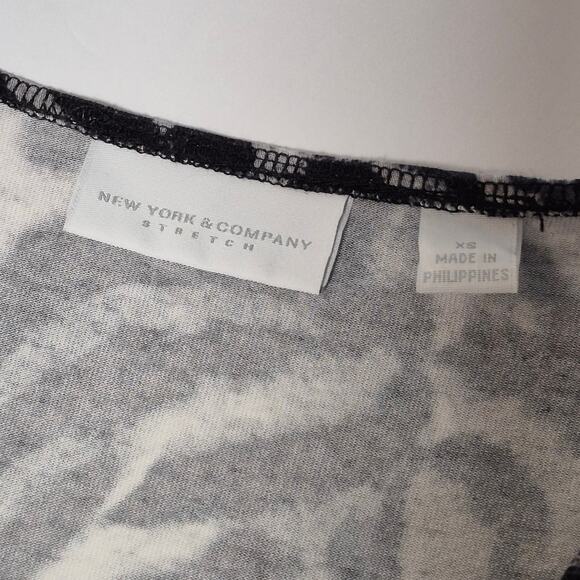 NEW YORK & COMPANY
STRETCH
XS
MADE IN
PHILIPPINES